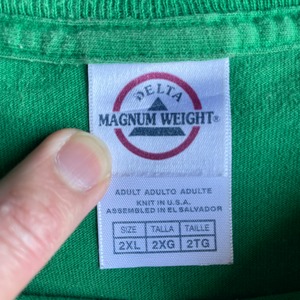 DELTA
MAGNUM WEIGHT®
ADULT ADULTO ADULTE
KNIT IN U.S.A.
ASSEMBLED IN EL SALVADOR
SIZE TALLA TAILLE
2XL 2XG 2TG